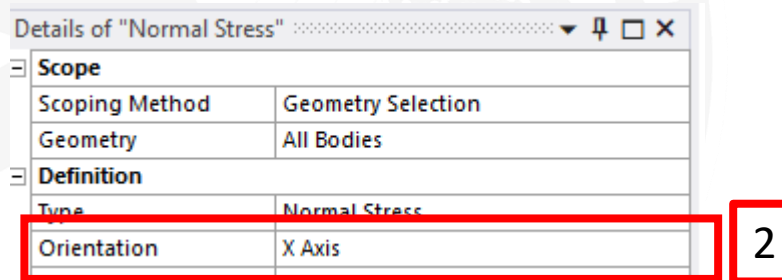 Details of "Normal Stress"
Scope
Scoping Method Geometry Selection
Geometry All Bodies
Definition
Type Normal Stress
Orientation X Axis
2